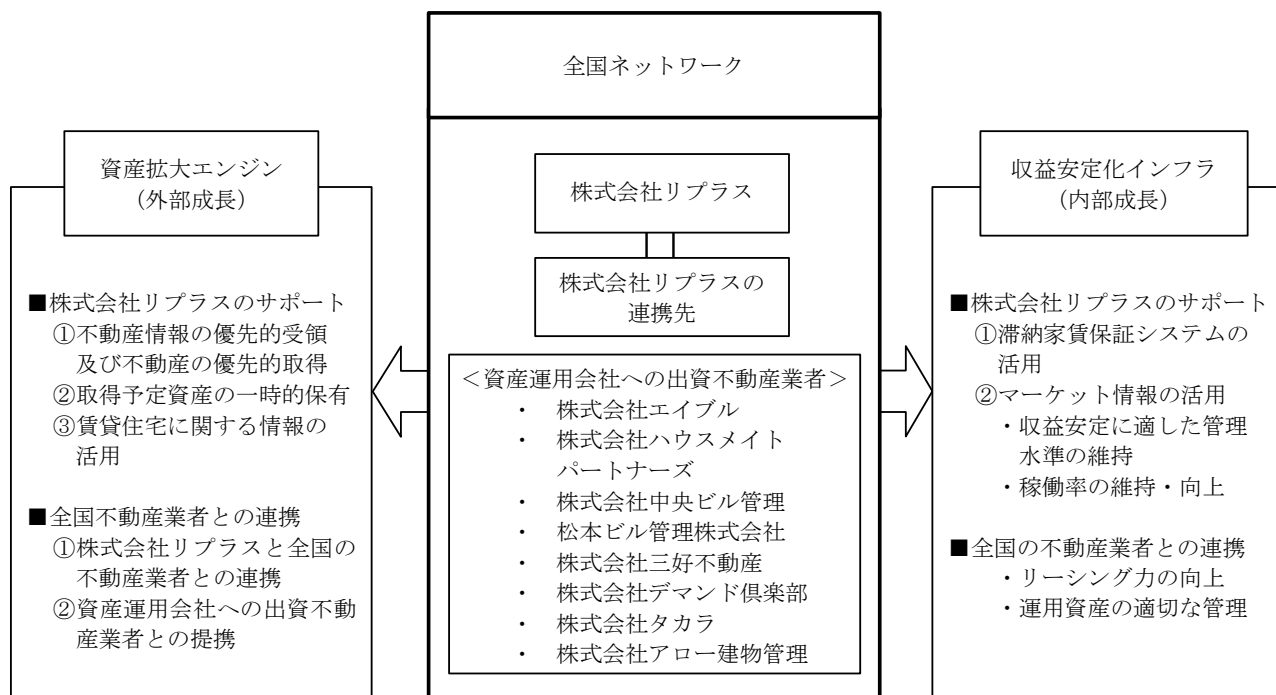 全国ネットワーク
資産拡大エンジン
(外部成長)
■株式会社リプラスのサポート
①不動産情報の優先的受領
及び不動産の優先的取得
②取得予定資産の一時的保有
③賃貸住宅に関する情報の
活用
■全国不動産業者との連携
①株式会社リプラスと全国の
不動産業者との連携
②資産運用会社への出資不動
産業者との提携
株式会社リプラス
株式会社リプラスの
連携先
<資産運用会社への出資不動産業者>
・ 株式会社エイブル
・ 株式会社ハウスメイト
パートナーズ
・ 株式会社中央ビル管理
・ 松本ビル管理株式会社
・ 株式会社三好不動産
・ 株式会社デマンド倶楽部
・ 株式会社タカラ
・ 株式会社アロー建物管理
収益安定化インフラ
(内部成長)
■株式会社リプラスのサポート
①滞納家賃保証システムの
活用
②マーケット情報の活用
・収益安定に適した管理
水準の維持
・稼働率の維持・向上
■全国の不動産業者との連携
・リーシング力の向上
・運用資産の適切な管理